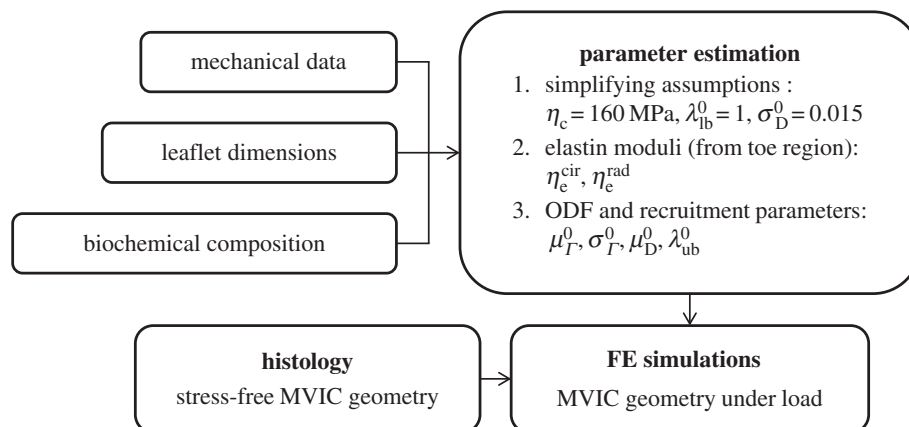 mechanical data
leaflet dimensions
biochemical composition
parameter estimation
1. simplifying assumptions :
η_c = 160 MPa, λ_lb^0 = 1, σ_D^0 = 0.015
2. elastin moduli (from toe region):
η_e^cir, η_e^rad
3. ODF and recruitment parameters:
μ_Γ^0, σ_Γ^0, μ_D^0, λ_ub^0
histology
stress-free MVIC geometry
FE simulations
MVIC geometry under load